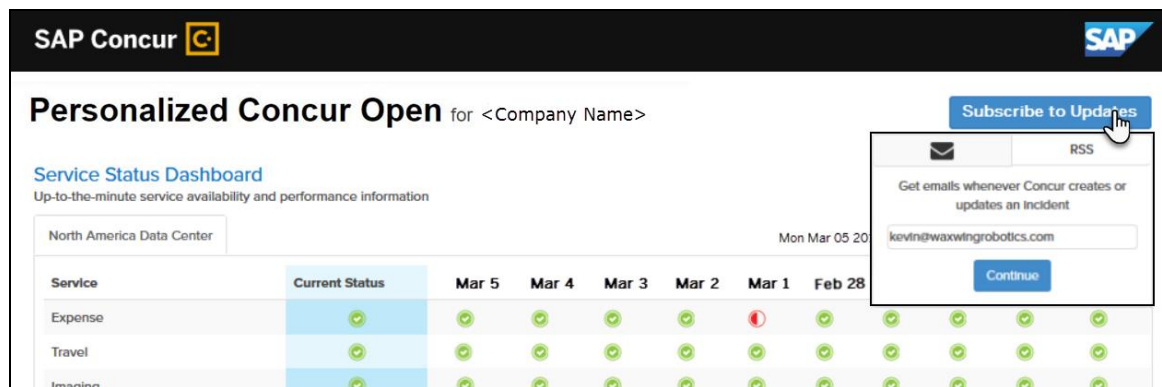 SAP Concur C.
SAP
Personalized Concur Open for <Company Name>
Subscribe to Updates
RSS
Get emails whenever Concur creates or
updates an incident
kevin@waxwingrobotics.com
Continue
Service Status Dashboard
Up-to-the-minute service availability and performance information
North America Data Center
Mon Mar 05 20
Service Current Status Mar 5 Mar 4 Mar 3 Mar 2 Mar 1 Feb 28
Expense
Travel
Imaging